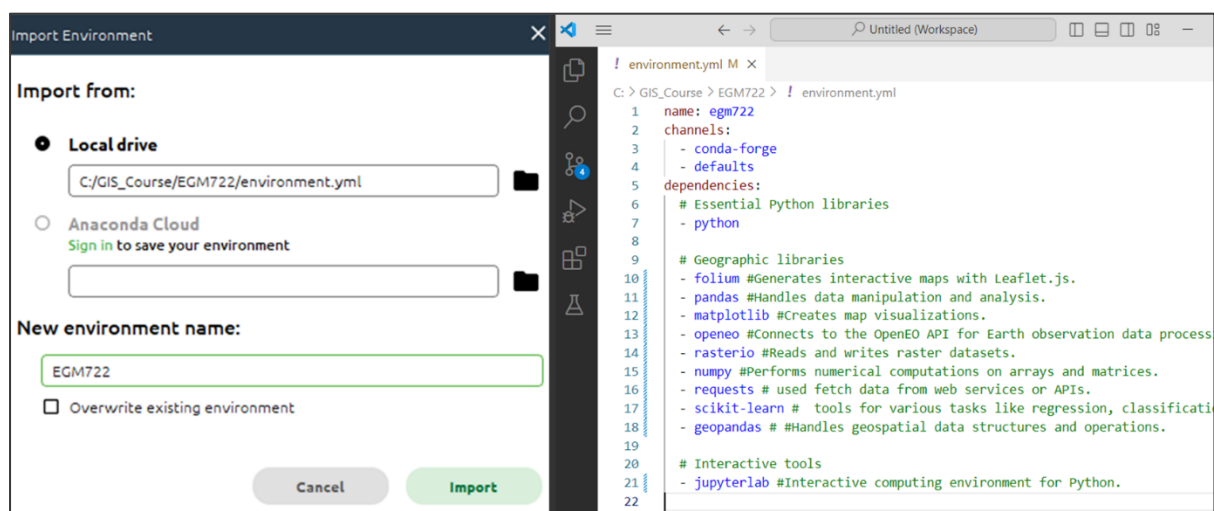 Import Environment
Import from:
Local drive
C:/GIS_Course/EGM722/environment.yml
Anaconda Cloud
Sign in to save your environment
New environment name:
EGM722
Overwrite existing environment
Cancel
Import
Untitled (Workspace)
! environment.yml M ×
C: > GIS_Course > EGM722 > ! environment.yml
4
1 name: egm722
2 channels:
3 - conda-forge
4 - defaults
5 dependencies:
6 # Essential Python libraries
7 - python
8
9 # Geographic libraries
10 - folium #Generates interactive maps with Leaflet.js.
11 - pandas #Handles data manipulation and analysis.
12 - matplotlib #Creates map visualizations.
13 - openeo #Connects to the OpenEO API for Earth observation data process
14 - rasterio #Reads and writes raster datasets.
15 - numpy #Performs numerical computations on arrays and matrices.
16 - requests # used fetch data from web services or APIs.
17 - scikit-learn #  tools for various tasks like regression, classificati
18 - geopandas # #Handles geospatial data structures and operations.
19
20 # Interactive tools
21 - jupyterlab #Interactive computing environment for Python.
22